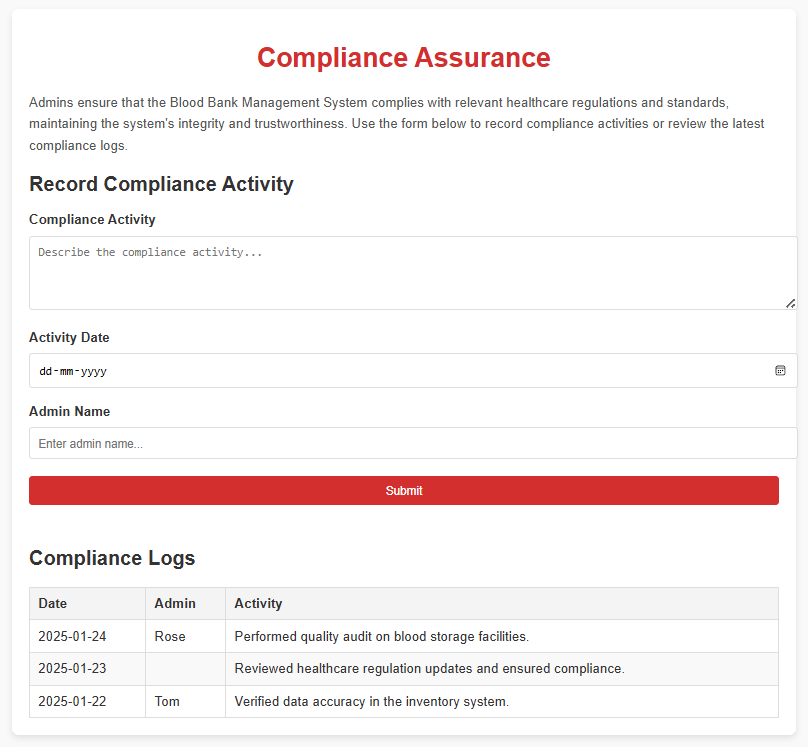 Compliance Assurance
Admins ensure that the Blood Bank Management System complies with relevant healthcare regulations and standards,
maintaining the system's integrity and trustworthiness. Use the form below to record compliance activities or review the latest
compliance logs.
Record Compliance Activity
Compliance Activity
Describe the compliance activity...
Activity Date
dd-mm-yyyy
Admin Name
Enter admin name...
Submit
Compliance Logs
Date Admin Activity
2025-01-24 Rose Performed quality audit on blood storage facilities.
2025-01-23 Reviewed healthcare regulation updates and ensured compliance.
2025-01-22 Tom Verified data accuracy in the inventory system.